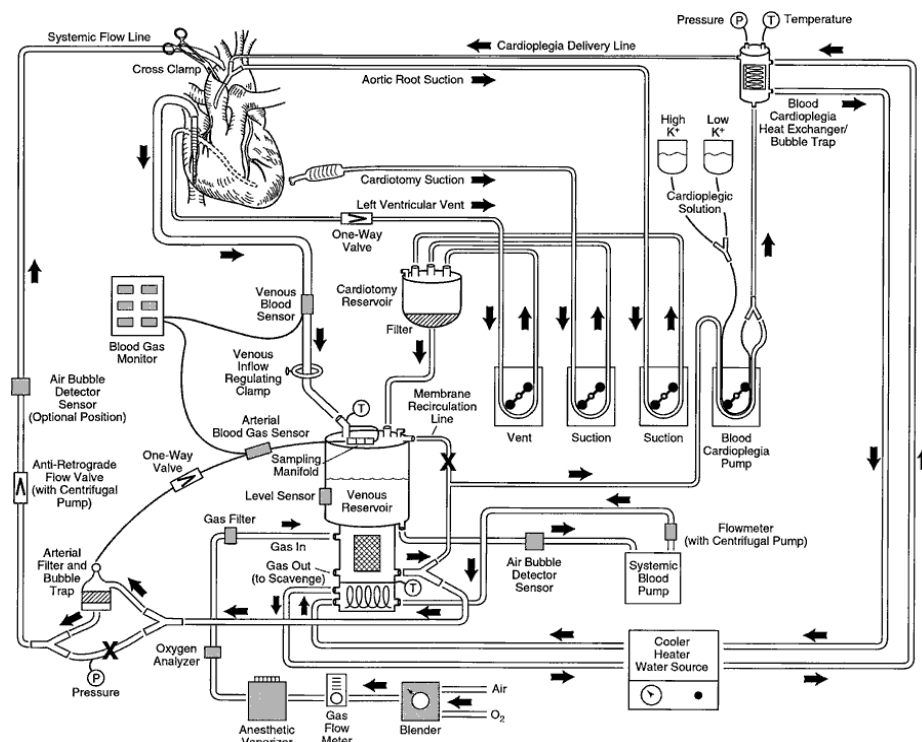 Pressure
P
T
Temperature
Systemic Flow Line
Cardioplegia Delivery Line
Cross Clamp
Aortic Root Suction
Blood
Cardioplegia
Heat Exchanger/
Bubble Trap
High
K+
Low
K+
Cardiotomy Suction
Cardioplegic
Solution
Left Ventricular Vent
One-Way
Valve
Venous
Blood
Sensor
Cardiotomy
Reservoir
Filter
Blood Gas
Monitor
Venous
Inflow
Regulating
Clamp
T
Membrane
Recirculation
Line
Air Bubble
Detector
Sensor
(Optional Position)
Arterial
Blood Gas Sensor
Vent
Suction
Suction
Blood
Cardioplegia
Pump
One-Way
Valve
Sampling
Manifold
X
Anti-Retrograde
Flow Valve
(with Centrifugal
Pump)
Level Sensor
Venous
Reservoir
Gas Filter
Gas In
Flowmeter
(with Centrifugal Pump)
Arterial
Filter and Bubble
Trap
Gas Out
(to Scavenge)
T
Air Bubble
Detector
Sensor
Systemic
Blood
Pump
X
P
Pressure
Oxygen
Analyzer
Cooler
Heater
Water Source
Air
O2
Anesthetic
Vaporizer
Gas
Flow
Meter
Blender